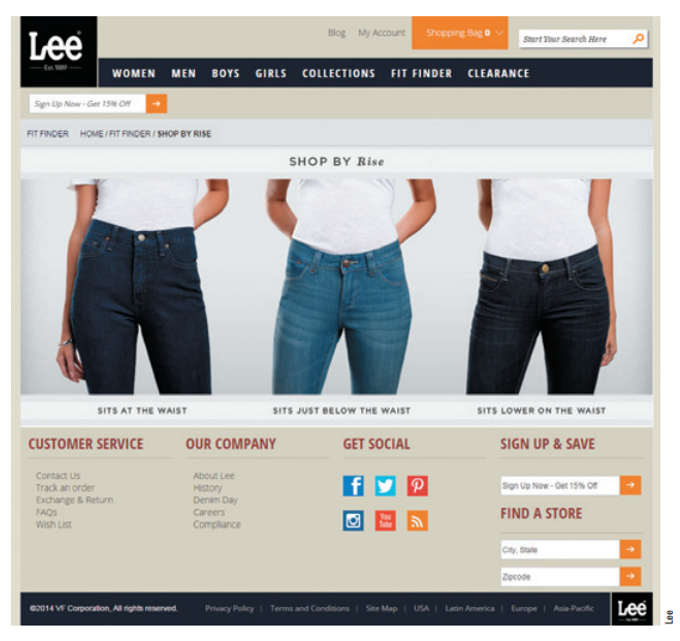 Lee
Est. 1889
Blog My Account Shopping Bag 0 Start Your Search Here
WOMEN MEN BOYS GIRLS COLLECTIONS FIT FINDER CLEARANCE
Sign Up Now - Get 15% Off
FIT FINDER HOME / FIT FINDER / SHOP BY RISE
SHOP BY Rise
SITS AT THE WAIST SITS JUST BELOW THE WAIST SITS LOWER ON THE WAIST
CUSTOMER SERVICE
Contact Us
Track an order
Exchange & Return
FAQs
Wish List
OUR COMPANY
About Lee
History
Denim Day
Careers
Compliance
GET SOCIAL
You
Tube
SIGN UP & SAVE
Sign Up Now - Get 15% Off
FIND A STORE
City, State
Zipcode
©2014 VF Corporation, All rights reserved. Privacy Policy | Terms and Conditions | Site Map | USA | Latin America | Europe | Asia-Pacific
Lee
Lee